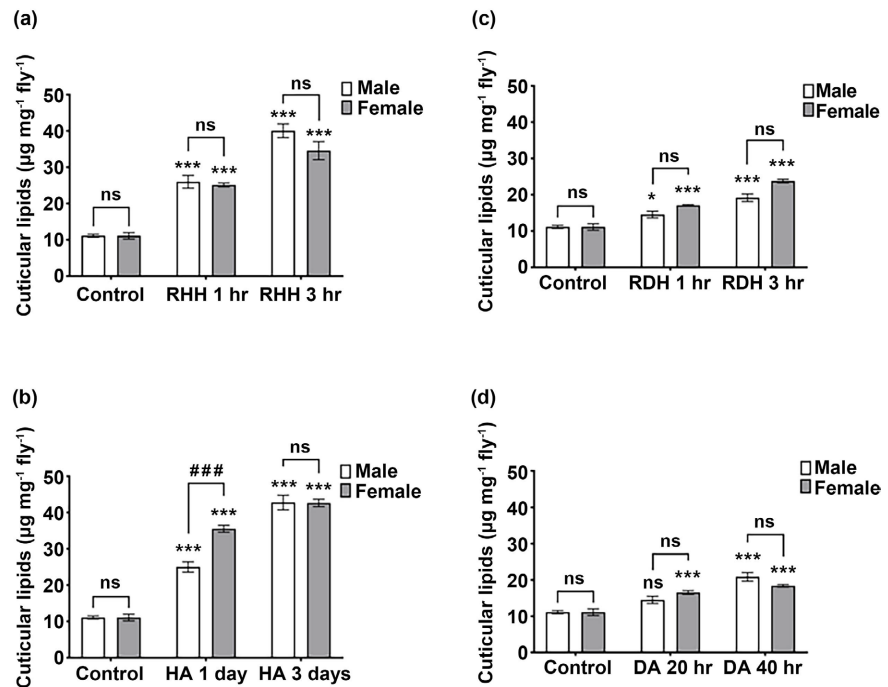 (a)
Cuticular lipids (µg mg⁻¹ fly⁻¹)
50
40
30
20
10
0
Male
Female
ns
ns
ns
*** ***
*** ***
Control RHH 1 hr RHH 3 hr
(c)
Cuticular lipids (µg mg⁻¹ fly⁻¹)
50
40
30
20
10
0
Male
Female
ns
ns
ns
* ***
*** ***
Control RDH 1 hr RDH 3 hr
(b)
Cuticular lipids (µg mg⁻¹ fly⁻¹)
50
40
30
20
10
0
Male
Female
ns
###
ns
*** ***
*** ***
Control HA 1 day HA 3 days
(d)
Cuticular lipids (µg mg⁻¹ fly⁻¹)
50
40
30
20
10
0
Male
Female
ns
ns
ns
ns ***
*** ***
Control DA 20 hr DA 40 hr